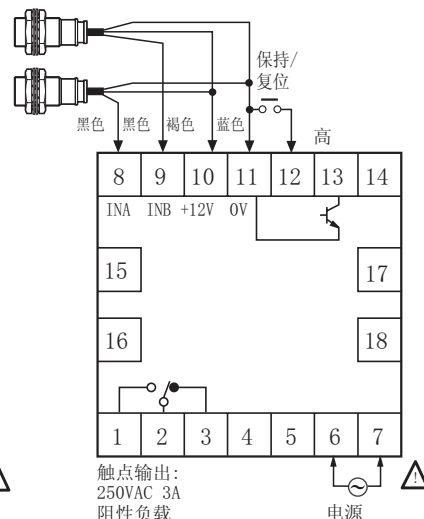 保持/
复位
黑色 黑色 褐色 蓝色
高
8 9 10 11 12 13 14
INA INB +12V 0V
15 17
16 18
1 2 3 4 5 6 7
触点输出:
250VAC 3A
阻性负载
电源
!